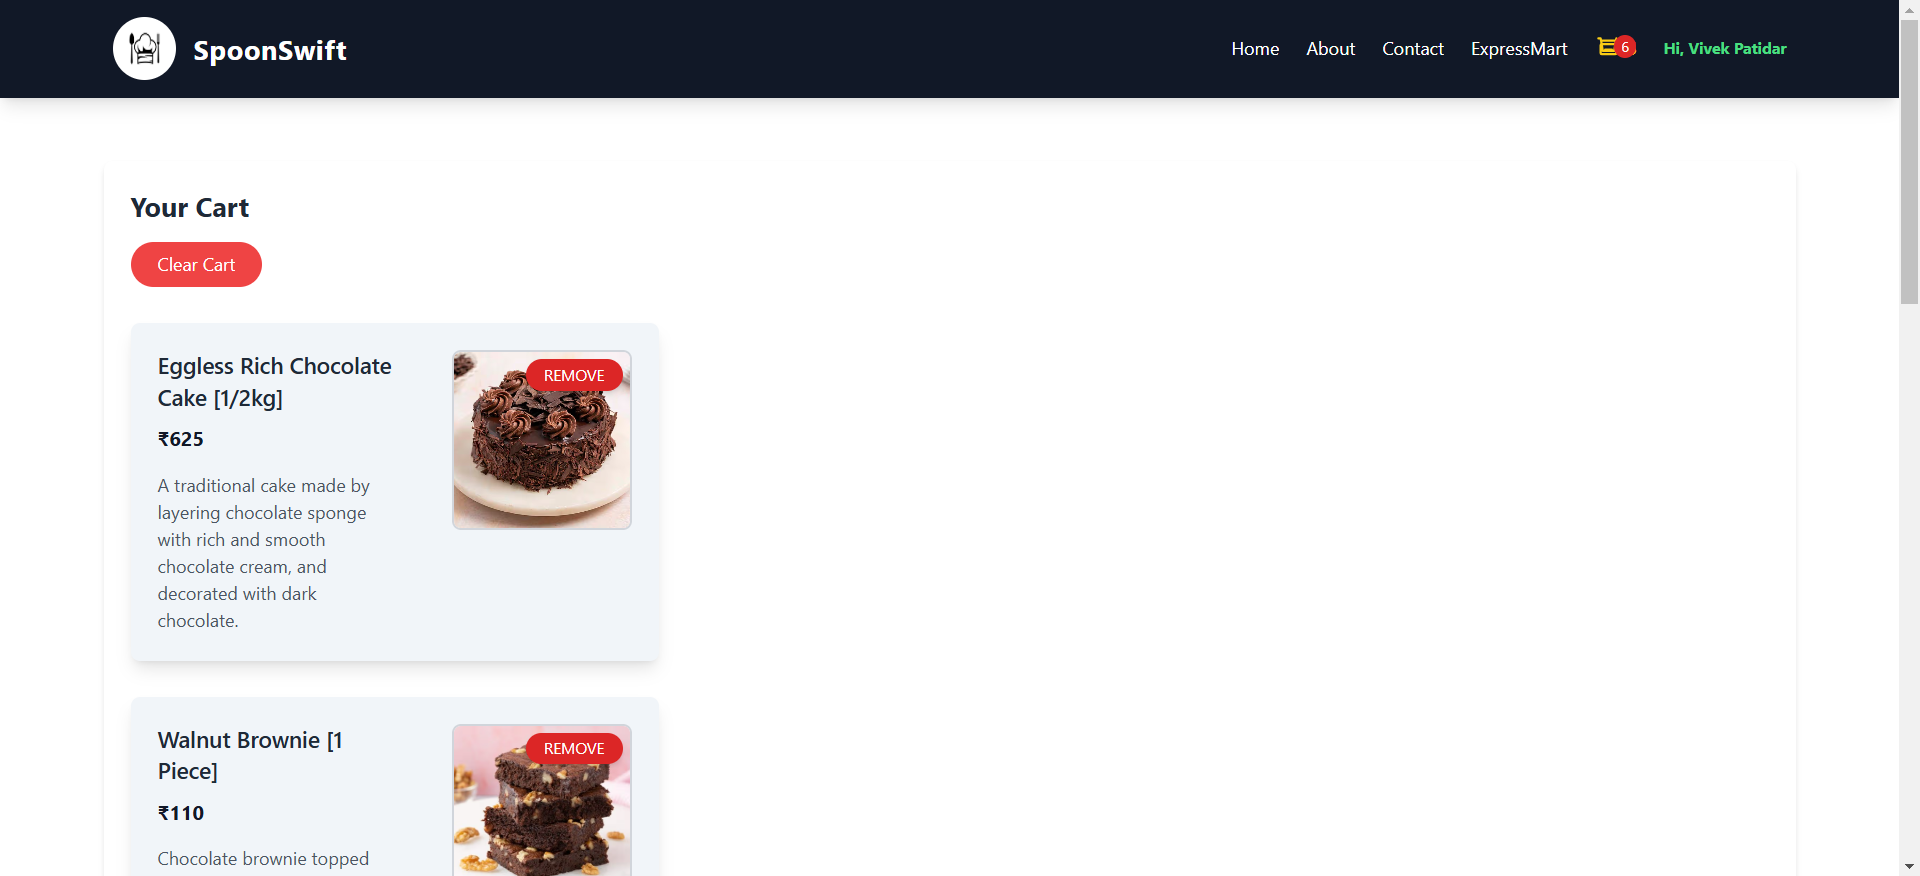 SpoonSwift
Home About Contact ExpressMart 6 Hi, Vivek Patidar
Your Cart
Clear Cart
Eggless Rich Chocolate
Cake [1/2kg]
REMOVE
₹625
A traditional cake made by
layering chocolate sponge
with rich and smooth
chocolate cream, and
decorated with dark
chocolate.
Walnut Brownie [1
Piece]
REMOVE
₹110
Chocolate brownie topped